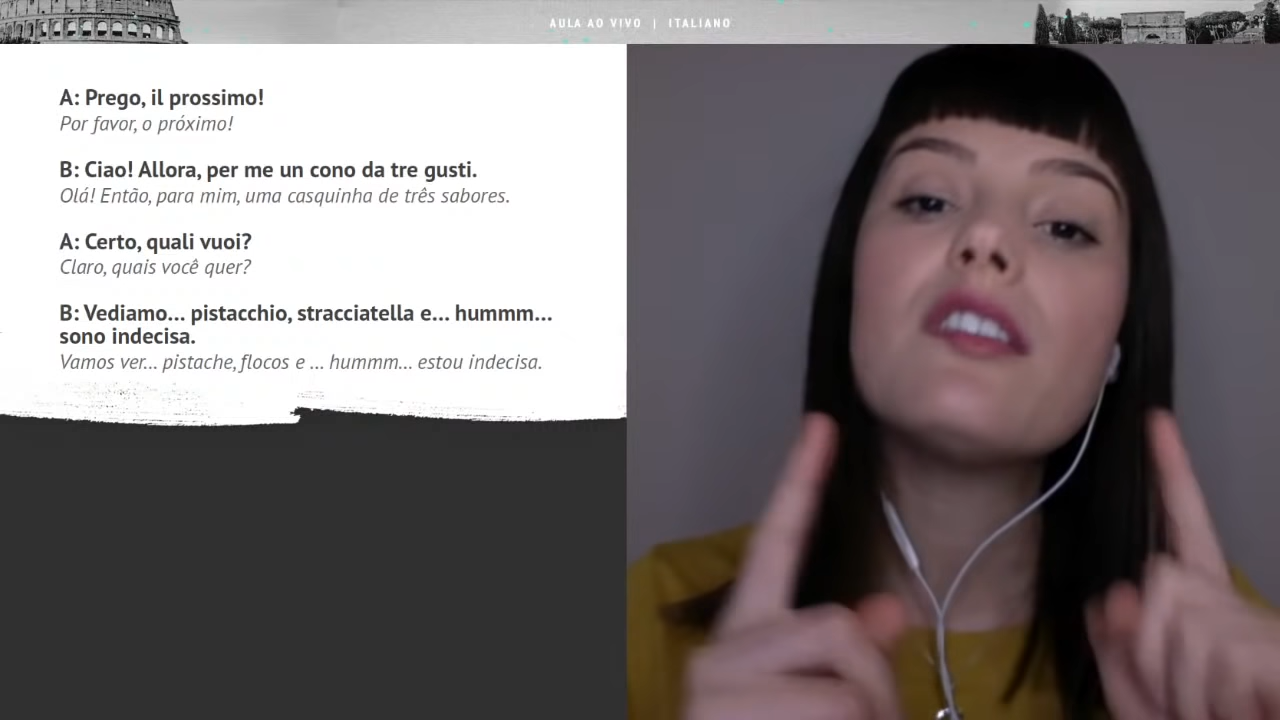 AULA AO VIVO | ITALIANO
A: Prego, il prossimo!
Por favor, o próximo!
B: Ciao! Allora, per me un cono da tre gusti.
Olá! Então, para mim, uma casquinha de três sabores.
A: Certo, quali vuoi?
Claro, quais você quer?
B: Vediamo... pistacchio, stracciatella e... hummm...
sono indecisa.
Vamos ver... pistache, flocos e ... hummm... estou indecisa.